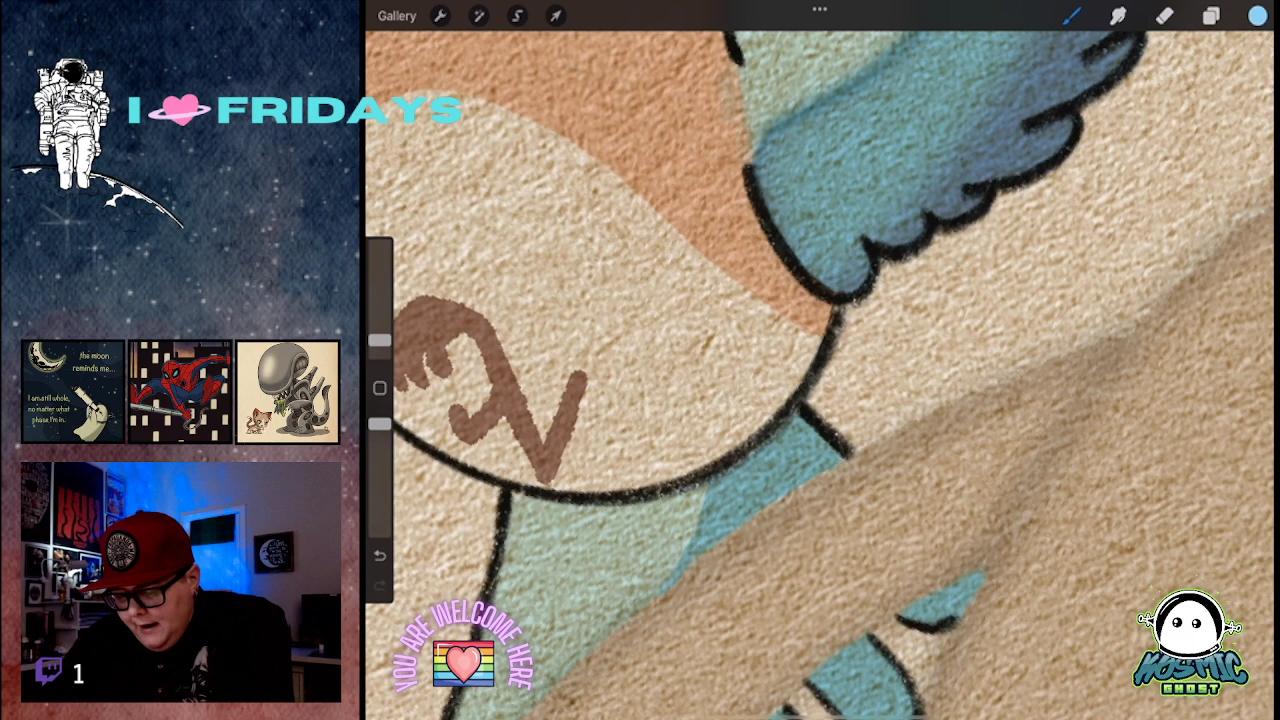 Gallery
I FRIDAYS
the moon
reminds me...
I am still whole,
no matter what
phase I'm in.
YOU ARE WELCOME HERE
1
KOSMIC
GHOST